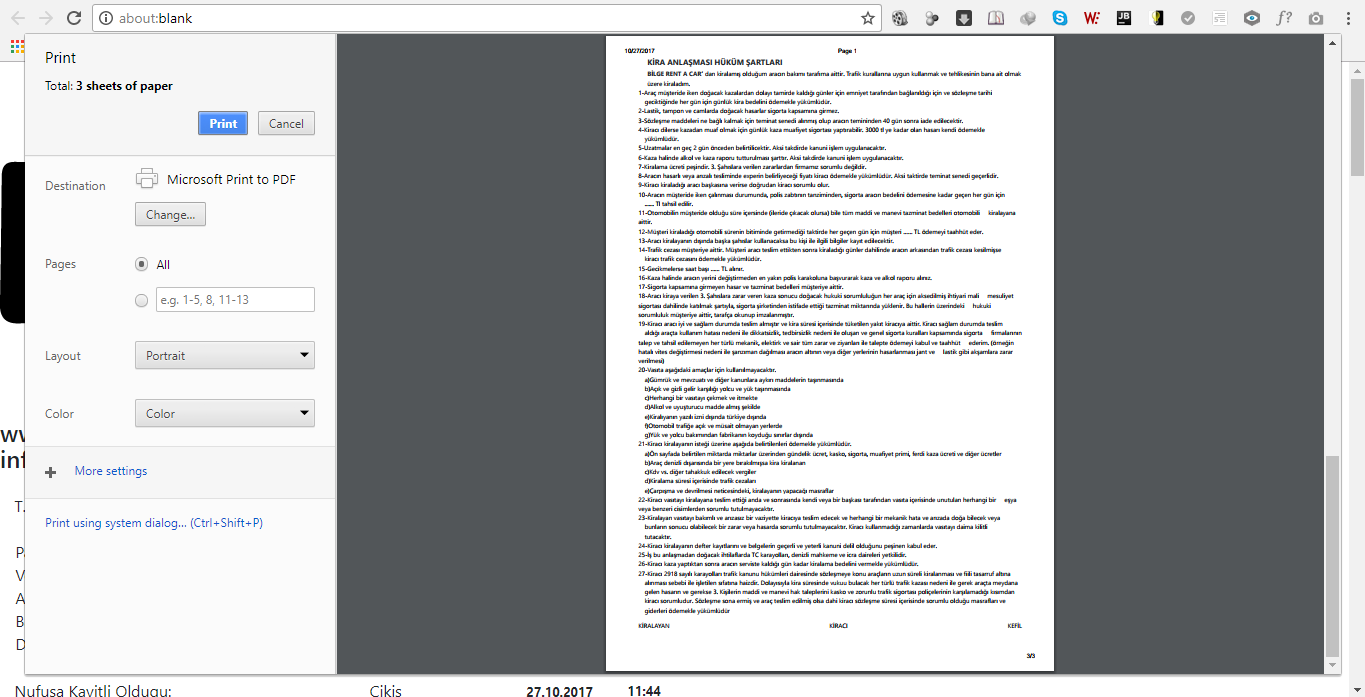 about:blank
Print
Total: 3 sheets of paper
Print Cancel
Destination Microsoft Print to PDF
Change...
Pages All
e.g. 1-5, 8, 11-13
Layout Portrait
Color Color
More settings
Print using system dialog... (Ctrl+Shift+P)
10/27/2017 Page 1
KİRA ANLAŞMASI HÜKÜM ŞARTLARI
BİLGE RENT A CAR' dan kiralamış olduğum aracın bakımı tarafıma aittir. Trafik kurallarına uygun kullanmak ve tehlikesinin bana ait olmak
üzere kiraladım.
1-Araç müşteride iken doğacak kazalardan dolayı tamirde kaldığı günler için emniyet tarafından bağlanıldığı için ve sözleşme tarihi
geciktiğinde her gün için günlük kira bedelini ödemekle yükümlüdür.
2-Lastik, tampon ve camlarda doğacak hasarlar sigorta kapsamına girmez.
3-Sözleşme maddeleri ne bağlı kalmak için teminat senedi alınmış olup aracın temininden 40 gün sonra iade edilecektir.
4-Kiracı dilerse kazadan muaf olmak için günlük kaza muafiyet sigortası yaptırabilir. 3000 tl ye kadar olan hasarı kendi ödemekle
yükümlüdür.
5-Uzatmalar en geç 2 gün önceden belirtilicektir. Aksi takdirde kanuni işlem uygulanacaktır.
6-Kaza halinde alkol ve kaza raporu tutturulması şarttır. Aksi takdirde kanuni işlem uygulanacaktır.
7-Kiralama ücreti peşindir. 3. Şahıslara verilen zararlardan firmamız sorumlu değildir.
8-Aracın hasarlı veya arızalı tesliminde experin belirliyeceği fiyatı kiracı ödemekle yükümlüdür. Aksi taktirde teminat senedi geçerlidir.
9-Kiracı kiraladığı aracı başkasına verirse doğrudan kiracı sorumlu olur.
10-Aracın müşteride iken çalınması durumunda, polis zabtının tanziminden, sigorta aracın bedelini ödemesine kadar geçen her gün için
...... Tl tahsil edilir.
11-Otomobilin müşteride olduğu süre içersinde (ileride çıkacak olursa) bile tüm maddi ve manevi tazminat bedelleri otomobili kiralayana
aittir.
12-Müşteri kiraladığı otomobili sürenin bitiminde getirmediği taktirde her geçen gün için müşteri ...... TL ödemeyi taahhüt eder.
13-Aracı kiralayanın dışında başka şahıslar kullanacaksa bu kişi ile ilgili bilgiler kayıt edilecektir.
14-Trafik cezası müşteriye aittir. Müşteri aracı teslim ettikten sonra kiraladığı günler dahilinde aracın arkasından trafik cezası kesilmişse
kiracı trafik cezasını ödemekle yükümlüdür.
15-Gecikmelerse saat başı ...... TL alınır.
16-Kaza halinde aracın yerini değiştirmeden en yakın polis karakoluna başvurarak kaza ve alkol raporu alınız.
17-Sigorta kapsamına girmeyen hasar ve tazminat bedelleri müşteriye aittir.
18-Aracı kiraya verilen 3. Şahıslara zarar veren kaza sonucu doğacak hukuki sorumluluğun her araç için aksedilmiş ihtiyari mali mesuliyet
sigortası dahilinde katılmak şartıyla, sigorta şirketinden istifade ettiği tazminat miktarında yüklenir. Bu hallerin üzerindeki hukuki
sorumluluk müşteriye aittir, tarafça okunup imzalanmıştır.
19-Kiracı aracı iyi ve sağlam durumda teslim almıştır ve kira süresi içerisinde tüketilen yakıt kiracıya aittir. Kiracı sağlam durumda teslim
aldığı araçta kullanım hatası nedeni ile dikkatsizlik, tedbirsizlik nedeni ile oluşan ve genel sigorta kuralları kapsamında sigorta firmalarının
talep ve tahsil edilemeyen her türlü mekanik, elektirk ve sair tüm zarar ve ziyanları ile talepte ödemeyi kabul ve taahhüt ederim. (örneğin
hatalı vites değiştirmesi nedeni ile şanzıman dağılması aracın altının veya diğer yerlerinin hasarlanması jant ve lastik gibi akşamlara zarar
verilmesi)
20-Vasıta aşağıdaki amaçlar için kullanılmayacaktır.
a)Gümrük ve mevzuatı ve diğer kanunlara aykırı maddelerin taşınmasında
b)Açık ve gizli gelir karşılığı yolcu ve yük taşınmasında
c)Herhangi bir vasıtayı çekmek ve itmekte
d)Alkol ve uyuşturucu madde almış şekilde
e)Kiralıyanın yazılı izni dışında türkiye dışında
f)Otomobil trafiğe açık ve müsait olmayan yerlerde
g)Yük ve yolcu bakımından fabrikanın koyduğu sınırlar dışında
21-Kiracı kiralayanın isteği üzerine aşağıda belirtilenleri ödemekle yükümlüdür.
a)Ön sayfada belirtilen miktarda miktarlar üzerinden gündelik ücret, kasko, sigorta, muafiyet primi, ferdi kaza ücreti ve diğer ücretler
b)Araç denizli dışarısında bir yere bırakılmışsa kira kiralanan
c)Kdv vs. diğer tahakkuk edilecek vergiler
d)Kiralama süresi içerisinde trafik cezaları
e)Çarpışma ve devrilmesi neticesindeki, kiralayanın yapacağı masraflar
22-Kiracı vasıtayı kiralayana teslim ettiği anda ve sonrasında kendi veya bir başkası tarafından vasıta içerisinde unutulan herhangi bir eşya
veya benzeri cisimlerden sorumlu tutulmayacaktır.
23-Kiralayan vasıtayı bakımlı ve arızasız bir vaziyette kiracıya teslim edecek ve herhangi bir mekanik hata ve arızada doğa bilecek veya
bunların sonucu olabilecek bir zarar veya hasarda sorumlu tutulmayacaktır. Kiracı kullanmadığı zamanlarda vasıtayı daima kilitli
tutacaktır.
24-Kiracı kiralayanın defter kayıtlarını ve belgelerin geçerli ve yeterli kanuni delil olduğunu peşinen kabul eder.
25-İş bu anlaşmadan doğacak ihtilaflarda TC karayolları, denizli mahkeme ve icra daireleri yetkilidir.
26-Kiracı kaza yaptıktan sonra aracın serviste kaldığı gün kadar kiralama bedelini vermekle yükümlüdür.
27-Kiracı 2918 sayılı karayolları trafik kanunu hükümleri dairesinde sözleşmeye konu araçların uzun süreli kiralanması ve fiili tasarruf altına
alınması sebebi ile işletilen sıfatına haizdir. Dolayısıyla kira süresinde vukuu bulacak her türlü trafik kazası nedeni ile gerek araçta meydana
gelen hasarın ve gerekse 3. Kişilerin maddi ve manevi hak taleplerini kasko ve zorunlu trafik sigortası poliçelerinin karşılamadığı kısımdan
kiracı sorumludur. Sözleşme sona ermiş ve araç teslim edilmiş olsa dahi kiracı sözleşme süresi içerisinde sorumlu olduğu masrafları ve
giderleri ödemekle yükümlüdür
KİRALAYAN KİRACI KEFİL
3/3
Nufusa Kayitli Oldugu: Cikis 27.10.2017 11:44